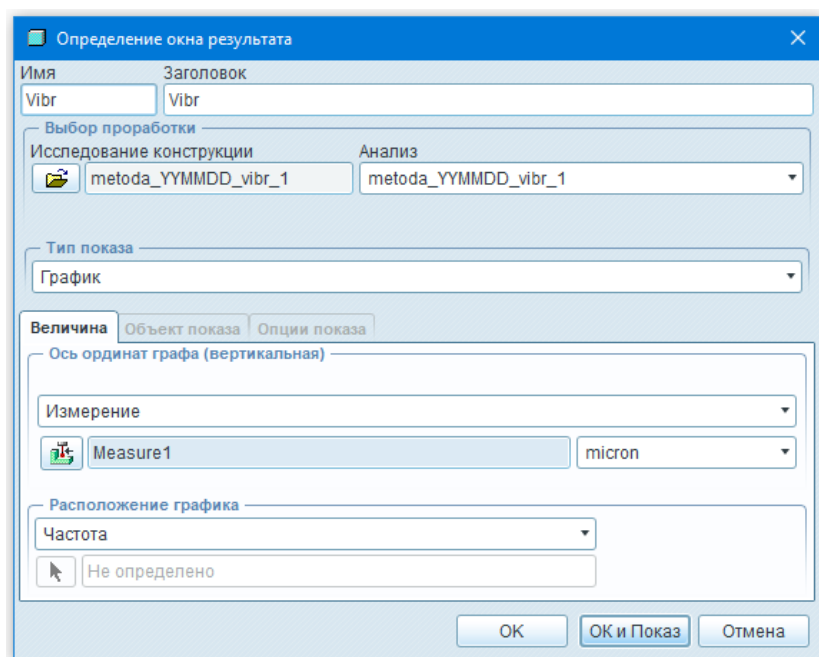 Определение окна результата
Имя Заголовок
Vibr Vibr
Выбор проработки
Исследование конструкции Анализ
metoda_YYMMDD_vibr_1 metoda_YYMMDD_vibr_1
Тип показа
График
Величина Объект показа Опции показа
Ось ординат графа (вертикальная)
Измерение
Measure1 micron
Расположение графика
Частота
Не определено
OK ОК и Показ Отмена